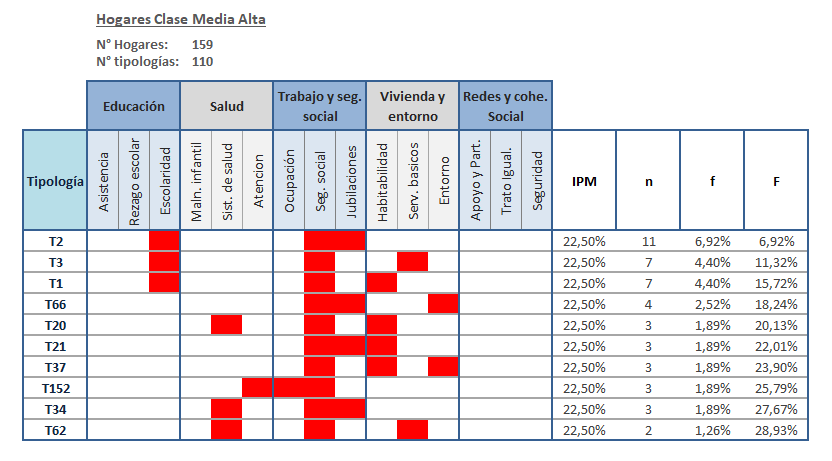 Hogares Clase Media Alta
N° Hogares: 159
N° tipologías: 110
Educación Salud Trabajo y seg. social Vivienda y entorno Redes y cohe. Social
Tipología Asistencia Rezago escolar Escolaridad Maln. infantil Sist. de salud Atencion Ocupación Seg. social Jubilaciones Habitabilidad Serv. basicos Entorno Apoyo y Part. Trato Igual. Seguridad IPM n f F
T2 22,50% 11 6,92% 6,92%
T3 22,50% 7 4,40% 11,32%
T1 22,50% 7 4,40% 15,72%
T66 22,50% 4 2,52% 18,24%
T20 22,50% 3 1,89% 20,13%
T21 22,50% 3 1,89% 22,01%
T37 22,50% 3 1,89% 23,90%
T152 22,50% 3 1,89% 25,79%
T34 22,50% 3 1,89% 27,67%
T62 22,50% 2 1,26% 28,93%